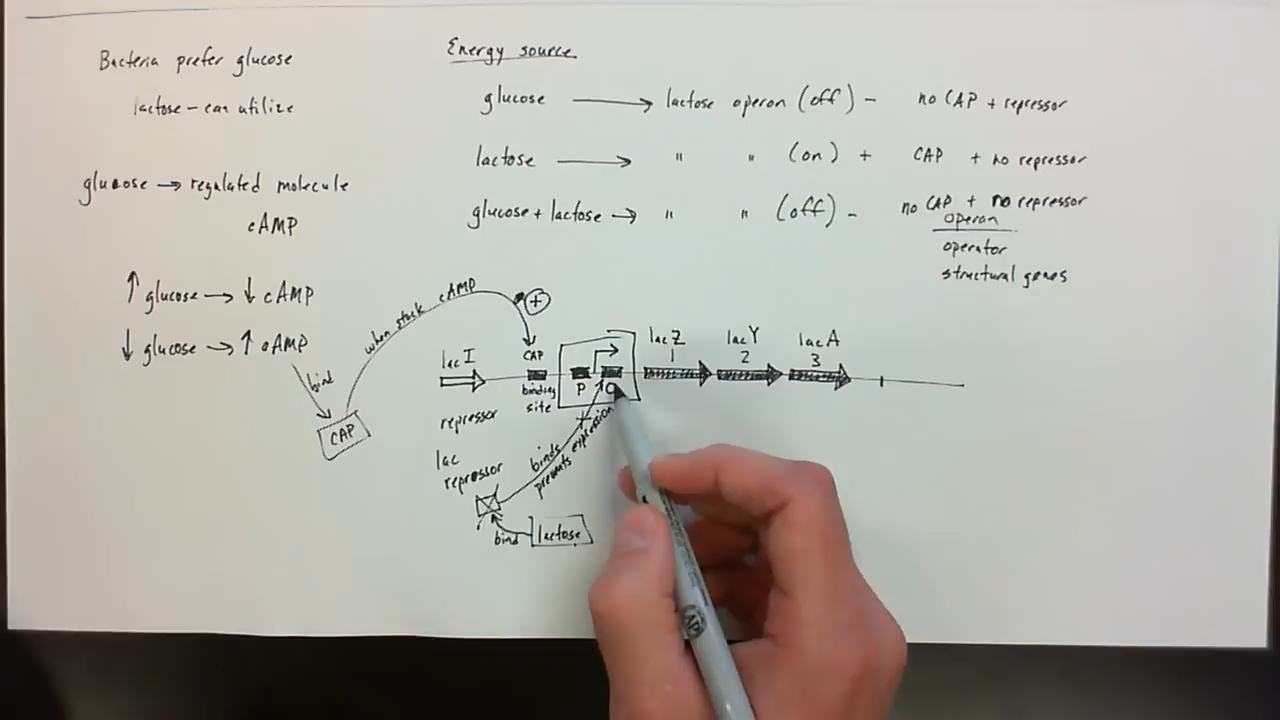 Bacteria prefer glucose
lactose - can utilize
glucose → regulated molecule
cAMP
↑ glucose → ↓ cAMP
↓ glucose → ↑ cAMP
bind
CAP
when stuck cAMP
+
Energy source
glucose → lactose operon (off) - no CAP + repressor
lactose → " " (on) + CAP + no repressor
glucose + lactose → " " (off) - no CAP + no repressor
operon
operator
structural genes
lac I
repressor
CAP
binding
site
P
O
lac Z
1
lac Y
2
lac A
3
lac
repressor
binds
prevents expression
bind
lactose
AP